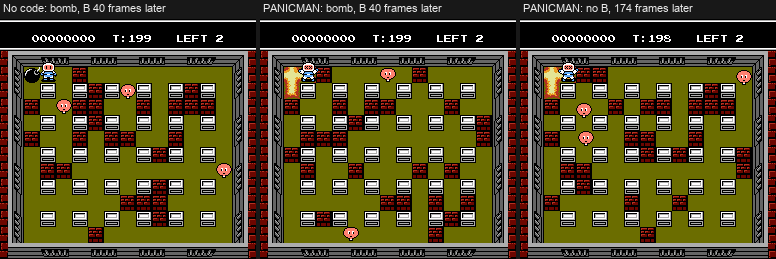 No code: bomb, B 40 frames later
PANICMAN: bomb, B 40 frames later
PANICMAN: no B, 174 frames later
00000000 T:199 LEFT 2
00000000 T:199 LEFT 2
00000000 T:198 LEFT 2